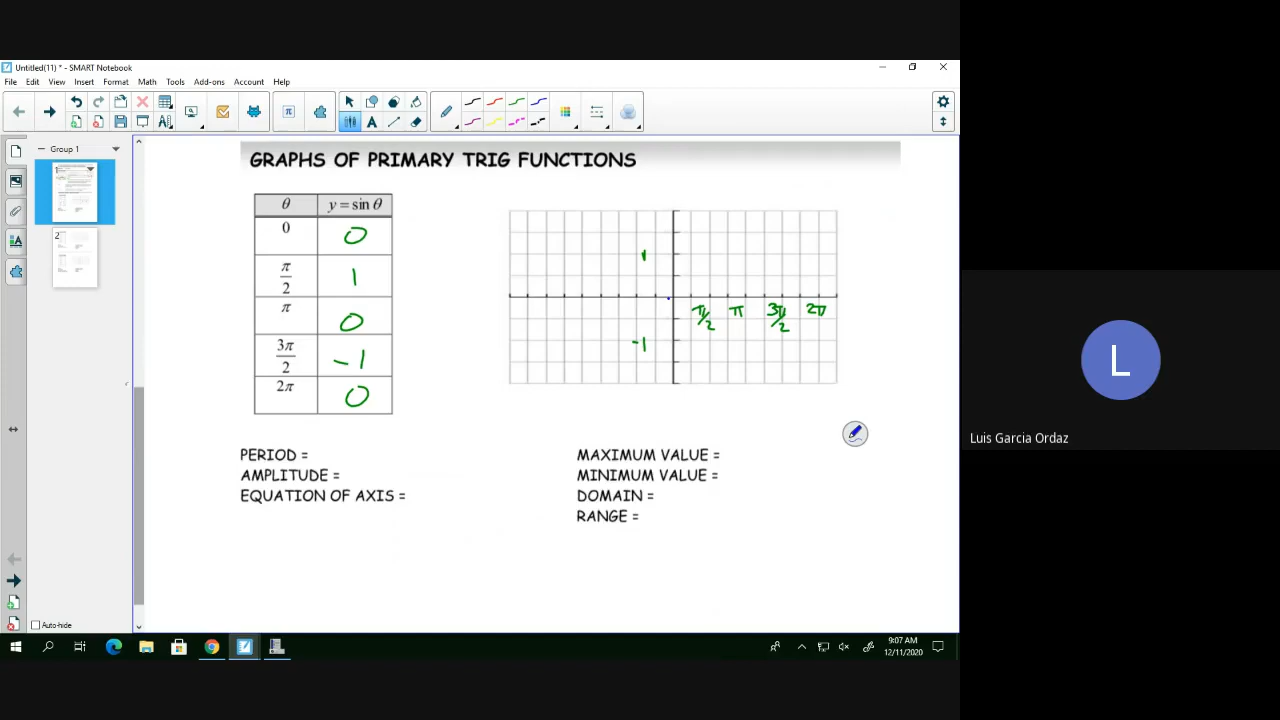 Untitled(11) * - SMART Notebook
File Edit View Insert Format Math Tools Add-ons Account Help
Group 1
2
GRAPHS OF PRIMARY TRIG FUNCTIONS
θ y = sin θ
0 0
π/2 1
π 0
3π/2 -1
2π 0
1
π/2 π 3π/2 2π
-1
PERIOD =
AMPLITUDE =
EQUATION OF AXIS =
MAXIMUM VALUE =
MINIMUM VALUE =
DOMAIN =
RANGE =
L
Luis Garcia Ordaz
Auto-hide
9:07 AM
12/11/2020